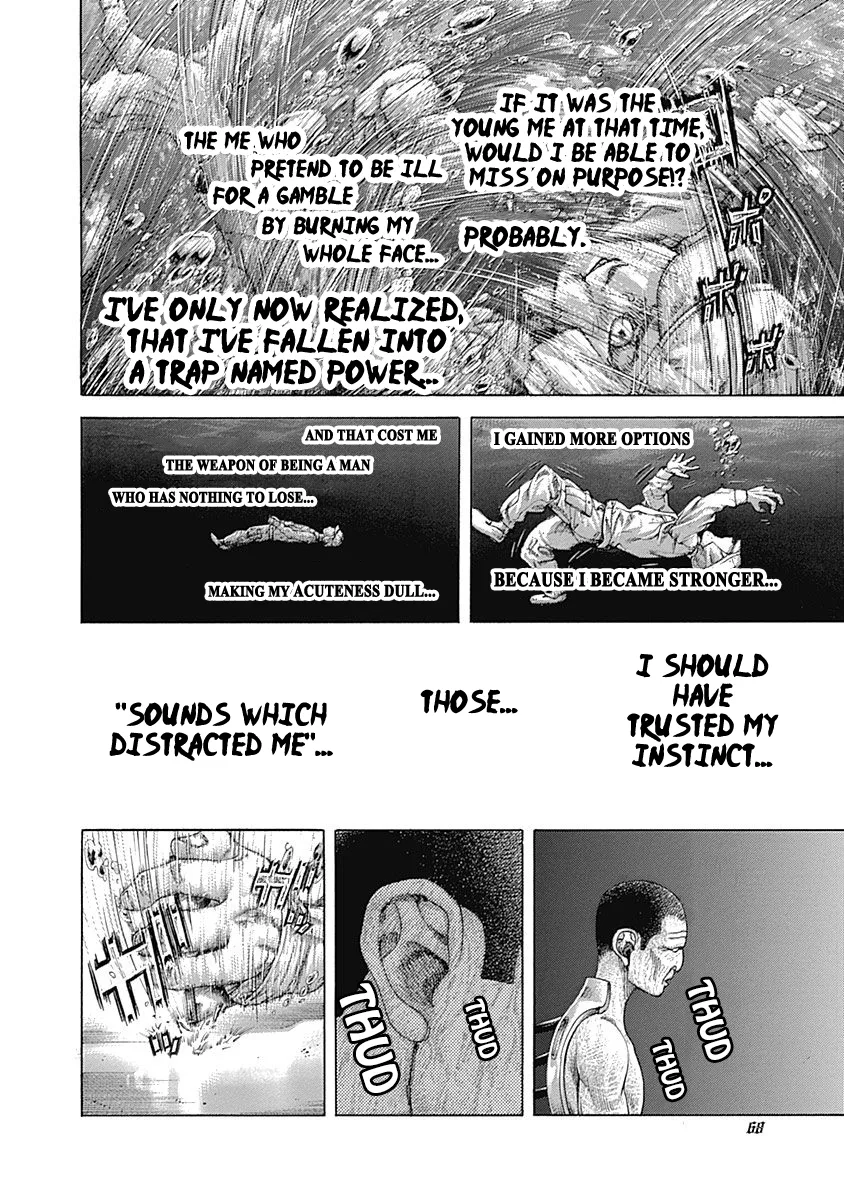 IF IT WAS THE
YOUNG ME AT THAT TIME,
WOULD I BE ABLE TO
MISS ON PURPOSE!?
PROBABLY.
THE ME WHO
PRETEND TO BE ILL
FOR A GAMBLE
BY BURNING MY
WHOLE FACE...
I'VE ONLY NOW REALIZED,
THAT I'VE FALLEN INTO
A TRAP NAMED POWER...
I GAINED MORE OPTIONS
BECAUSE I BECAME STRONGER...
AND THAT COST ME
THE WEAPON OF BEING A MAN
WHO HAS NOTHING TO LOSE...
MAKING MY ACUTENESS DULL...
I SHOULD
HAVE
TRUSTED MY
INSTINCT...
THOSE...
"SOUNDS WHICH
DISTRACTED ME"...
THUD
THUD
THUD
THUD
68